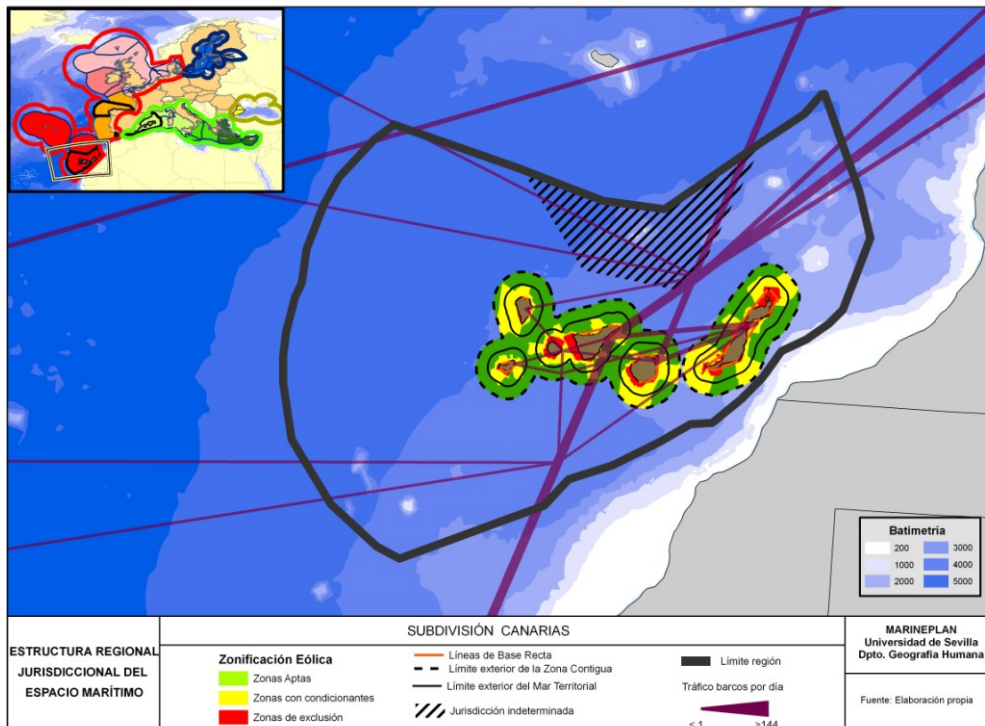 Batimetría
200
3000
1000
4000
2000
5000
ESTRUCTURA REGIONAL
JURISDICCIONAL DEL
ESPACIO MARÍTIMO
SUBDIVISIÓN CANARIAS
Zonificación Eólica
Zonas Aptas
Zonas con condicionantes
Zonas de exclusión
Líneas de Base Recta
Límite exterior de la Zona Contigua
Límite exterior del Mar Territorial
Jurisdicción indeterminada
Límite región
Tráfico barcos por día
< 1
>144
MARINEPLAN
Universidad de Sevilla
Dpto. Geografía Humana
Fuente: Elaboración propia